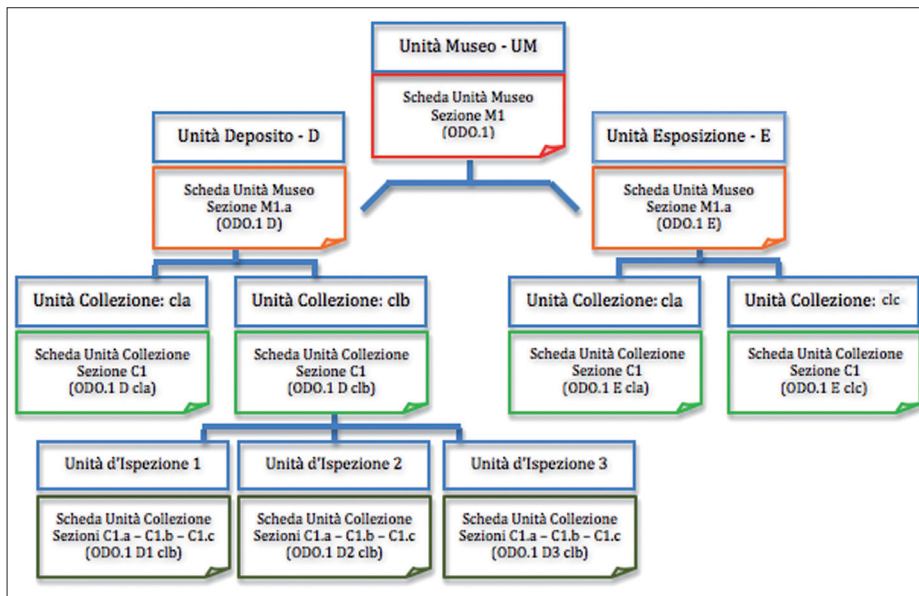 Unità Museo - UM
Scheda Unità Museo
Sezione M1
(ODO.1)
Unità Deposito - D
Scheda Unità Museo
Sezione M1.a
(ODO.1 D)
Unità Esposizione - E
Scheda Unità Museo
Sezione M1.a
(ODO.1 E)
Unità Collezione: cla
Scheda Unità Collezione
Sezione C1
(ODO.1 D cla)
Unità Collezione: clb
Scheda Unità Collezione
Sezione C1
(ODO.1 D clb)
Unità Collezione: cla
Scheda Unità Collezione
Sezione C1
(ODO.1 E cla)
Unità Collezione: clc
Scheda Unità Collezione
Sezione C1
(ODO.1 E clc)
Unità d'Ispezione 1
Scheda Unità Collezione
Sezioni C1.a – C1.b – C1.c
(ODO.1 D1 clb)
Unità d'Ispezione 2
Scheda Unità Collezione
Sezioni C1.a – C1.b – C1.c
(ODO.1 D2 clb)
Unità d'Ispezione 3
Scheda Unità Collezione
Sezioni C1.a – C1.b – C1.c
(ODO.1 D3 clb)